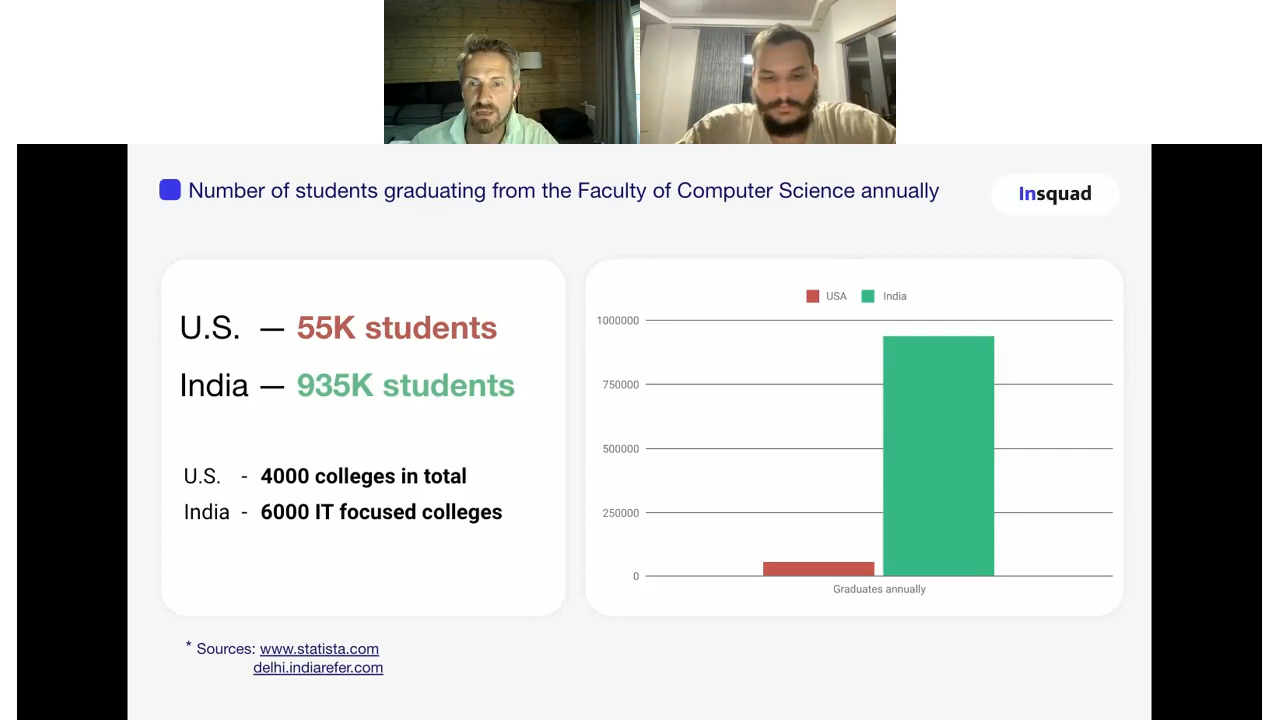 Number of students graduating from the Faculty of Computer Science annually
Insquad
U.S. — 55K students
India — 935K students
U.S. - 4000 colleges in total
India - 6000 IT focused colleges
USA India
1000000
750000
500000
250000
0
Graduates annually
* Sources: www.statista.com
delhi.indiarefer.com